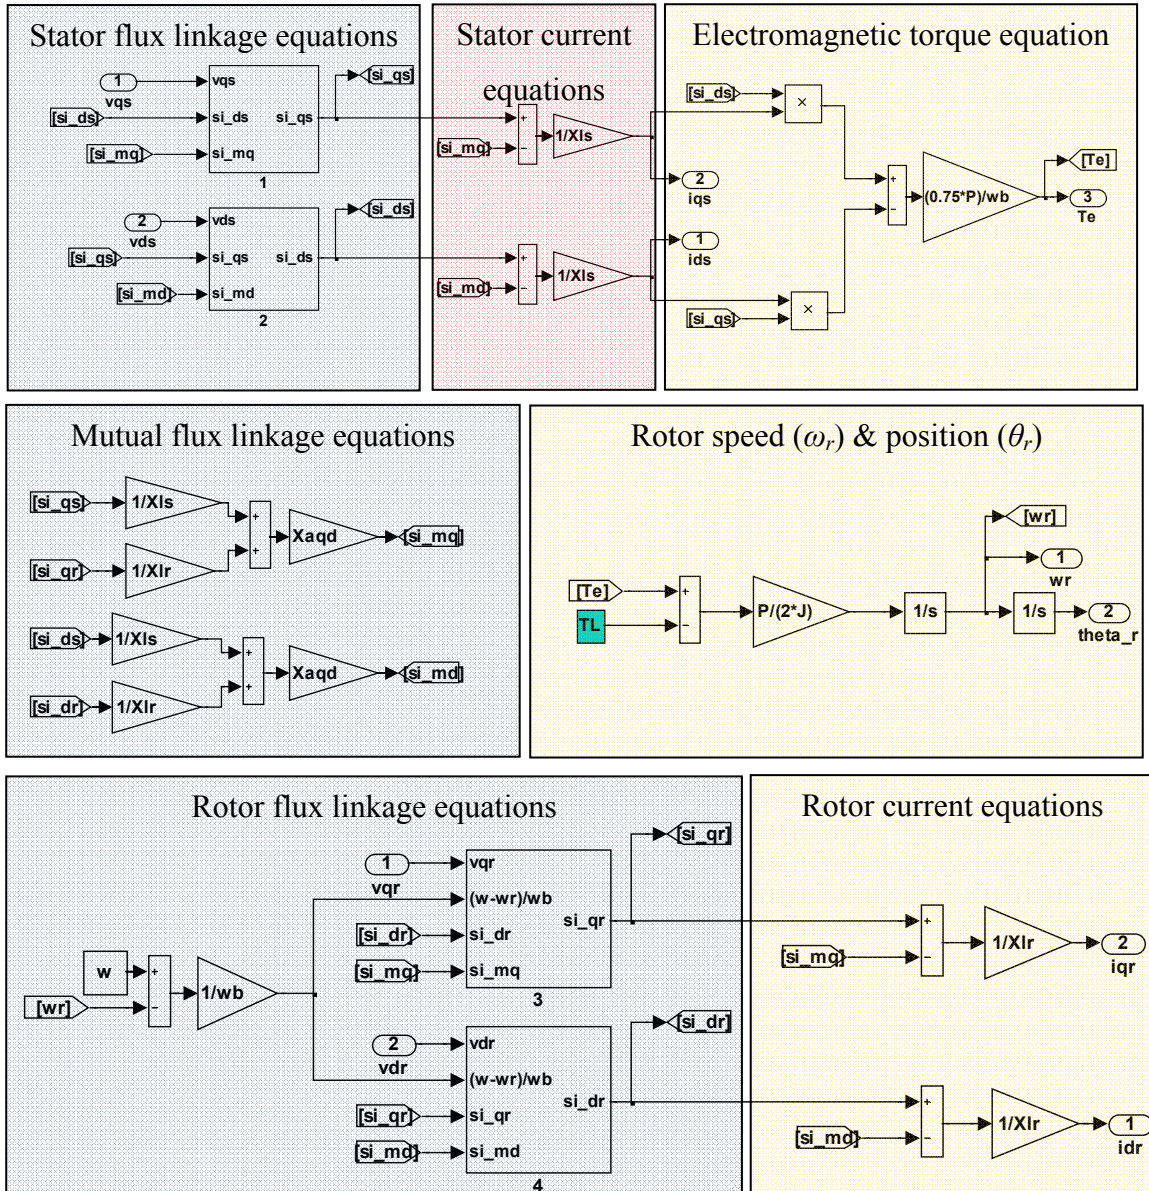 Stator flux linkage equations
1
vqs
[si_ds]
[si_mq]
vqs
si_ds
si_mq
si_qs
1
[si_qs]
2
vds
[si_qs]
[si_md]
vds
si_qs
si_md
si_ds
2
[si_ds]
Stator current
equations
[si_mq]
+
−
1/Xls
[si_md]
+
−
1/Xls
Electromagnetic torque equation
[si_ds]
×
2
iqs
1
ids
[si_qs]
×
+
−
(0.75*P)/wb
[Te]
3
Te
Mutual flux linkage equations
[si_qs]
1/Xls
[si_qr]
1/Xlr
+
+
Xaqd
[si_mq]
[si_ds]
1/Xls
[si_dr]
1/Xlr
+
+
Xaqd
[si_md]
Rotor speed (ωr) & position (θr)
[Te]
TL
+
−
P/(2*J)
1/s
[wr]
1
wr
1/s
2
theta_r
Rotor flux linkage equations
w
[wr]
+
−
1/wb
1
vqr
[si_dr]
[si_mq]
vqr
(w-wr)/wb
si_dr
si_mq
si_qr
3
[si_qr]
2
vdr
[si_qr]
[si_md]
vdr
(w-wr)/wb
si_qr
si_md
si_dr
4
[si_dr]
Rotor current equations
[si_mq]
+
−
1/Xlr
2
iqr
[si_md]
+
−
1/Xlr
1
idr